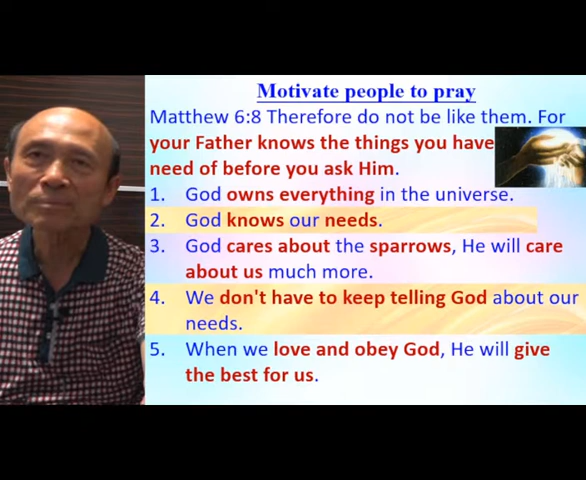 Motivate people to pray
Matthew 6:8 Therefore do not be like them. For
your Father knows the things you have
need of before you ask Him.
1. God owns everything in the universe.
2. God knows our needs.
3. God cares about the sparrows, He will care
about us much more.
4. We don't have to keep telling God about our
needs.
5. When we love and obey God, He will give
the best for us.